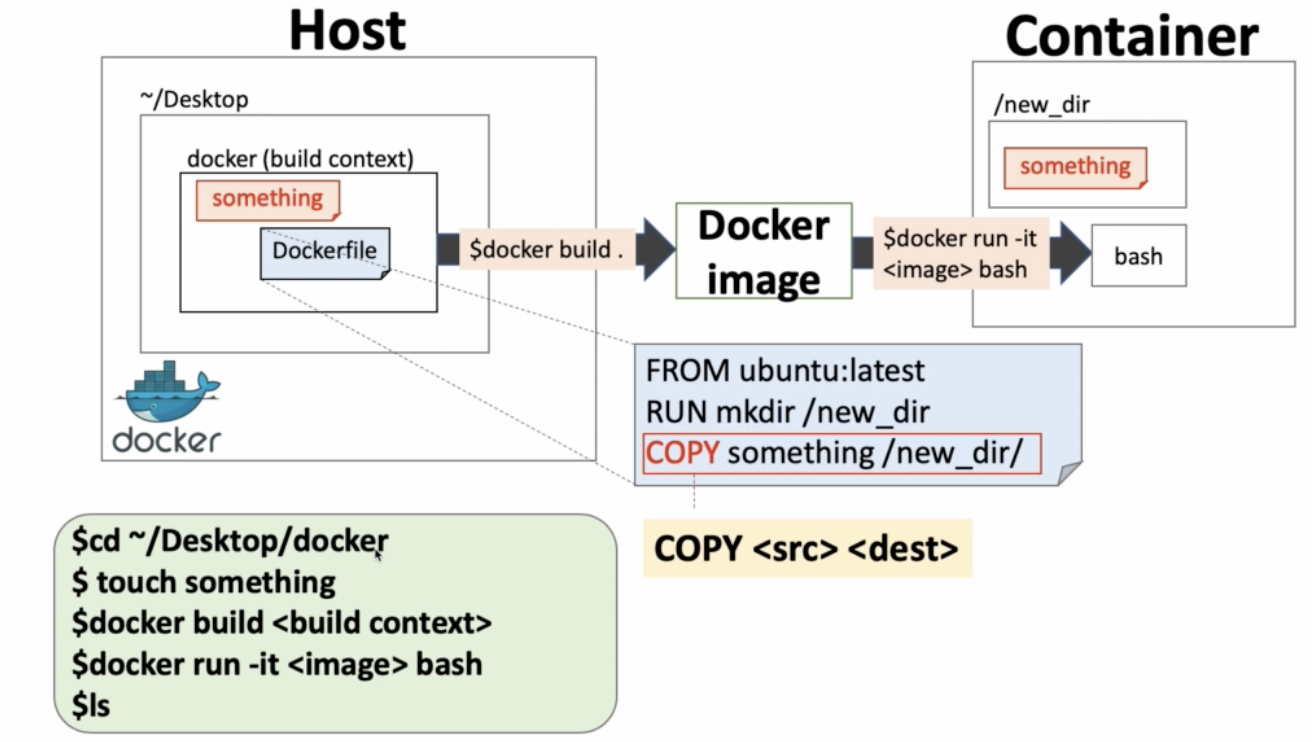 Host
Container
~/Desktop
/new_dir
docker (build context)
something
something
Dockerfile
$docker build .
Docker
image
$docker run -it
<image> bash
bash
FROM ubuntu:latest
RUN mkdir /new_dir
COPY something /new_dir/
docker
COPY <src> <dest>
$cd ~/Desktop/docker
$ touch something
$docker build <build context>
$docker run -it <image> bash
$ls